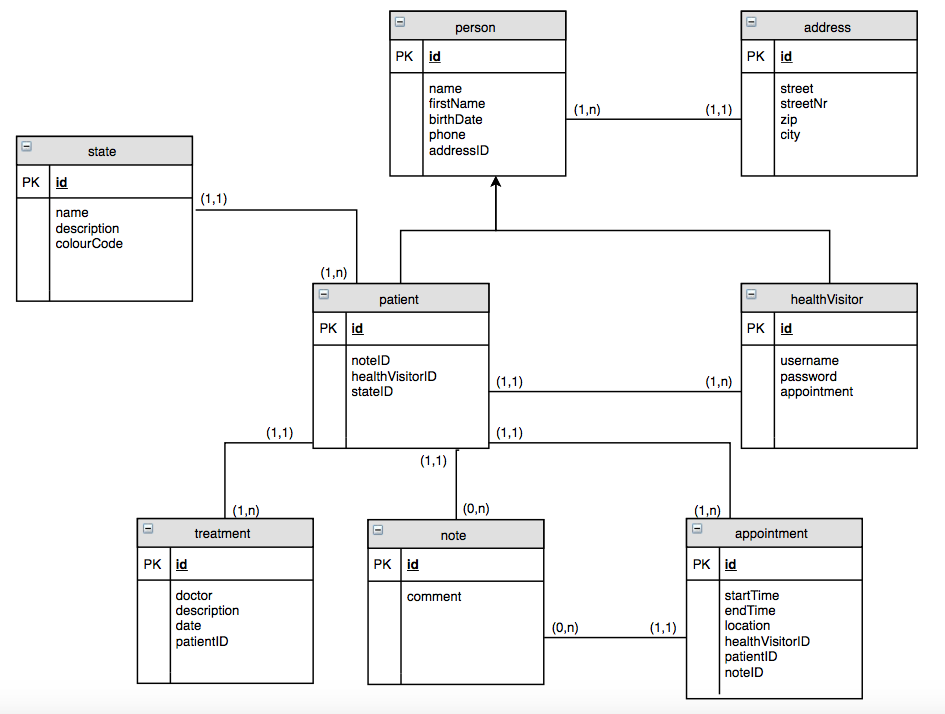 person
PK id
name
firstName
birthDate
phone
addressID
(1,n)
(1,1)
address
PK id
street
streetNr
zip
city
state
PK id
name
description
colourCode
(1,1)
(1,n)
patient
PK id
noteID
healthVisitorID
stateID
(1,1)
(1,n)
healthVisitor
PK id
username
password
appointment
(1,1)
(1,n)
(1,1)
(0,n)
(1,1)
(1,n)
treatment
PK id
doctor
description
date
patientID
note
PK id
comment
(0,n)
(1,1)
appointment
PK id
startTime
endTime
location
healthVisitorID
patientID
noteID